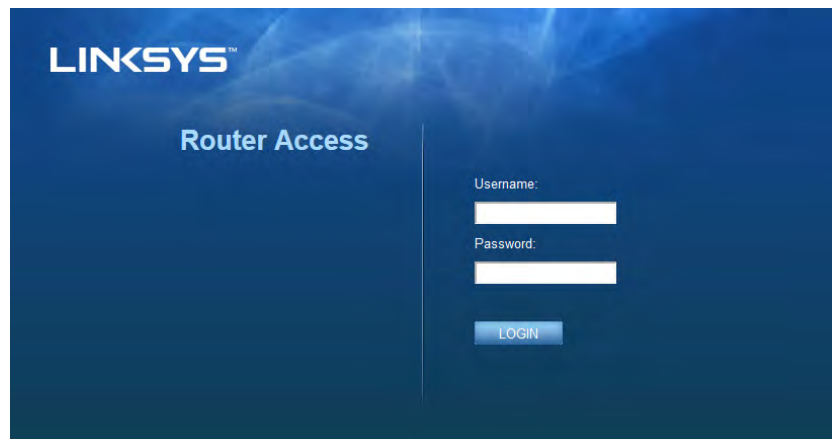 LINKSYS™
Router Access
Username:
Password:
LOGIN